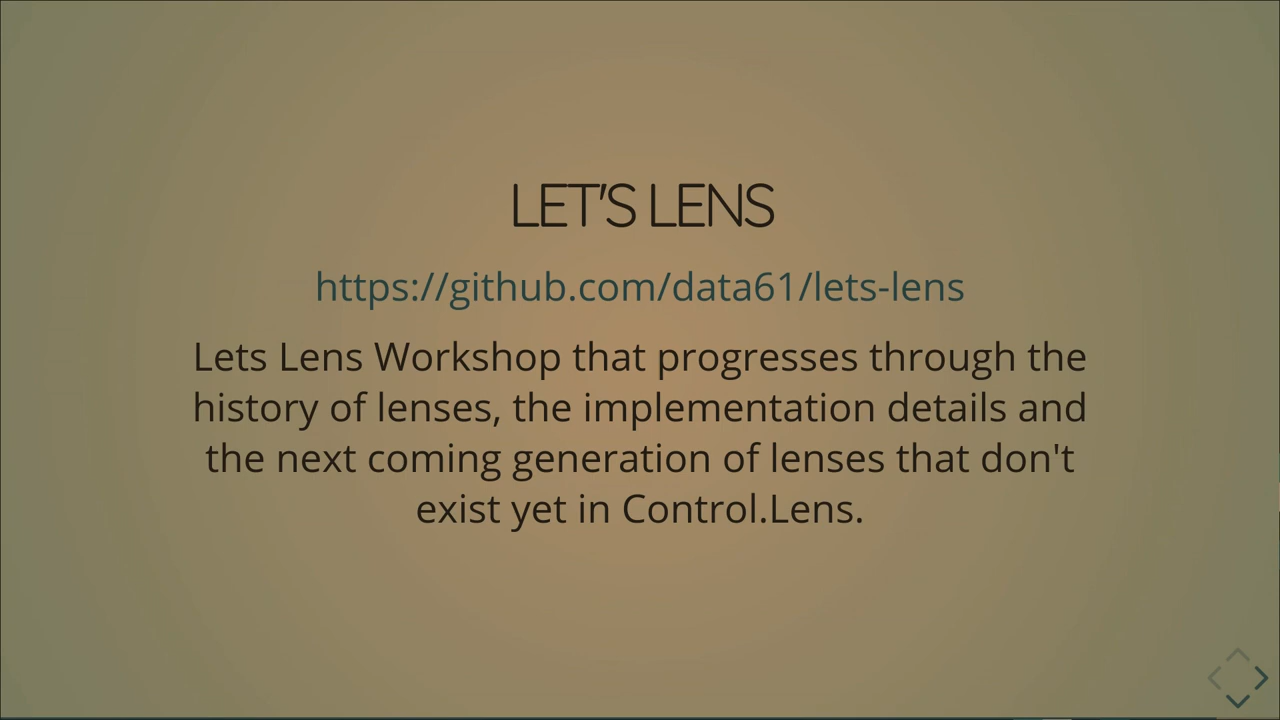 LET'S LENS
https://github.com/data61/lets-lens
Lets Lens Workshop that progresses through the
history of lenses, the implementation details and
the next coming generation of lenses that don't
exist yet in Control.Lens.